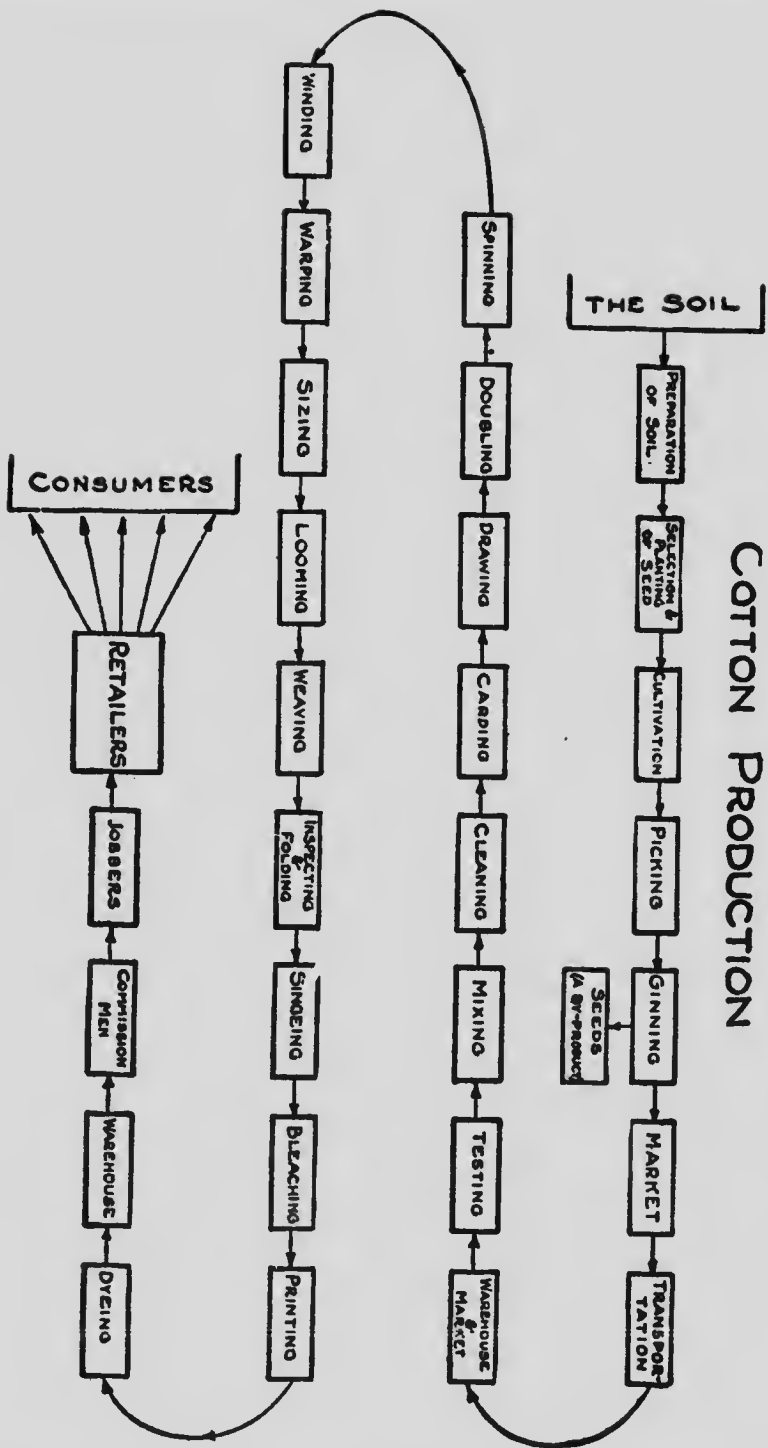 COTTON PRODUCTION
THE SOIL
PREPARATION
OF SOIL.
SELECTION &
PLANTING
OF SEED
CULTIVATION
PICKING
GINNING
SEEDS
(A BY-PRODUCT)
MARKET
TRANSPOR-
TATION
WAREHOUSE
&
MARKET
TESTING
MIXING
CLEANING
CARDING
DRAWING
DOUBLING
SPINNING
WINDING
WARPING
SIZING
LOOMING
WEAVING
INSPECTING
&
FOLDING
SINGEING
BLEACHING
PRINTING
DYEING
WAREHOUSE
COMMISSION
MEN
JOBBERS
RETAILERS
CONSUMERS